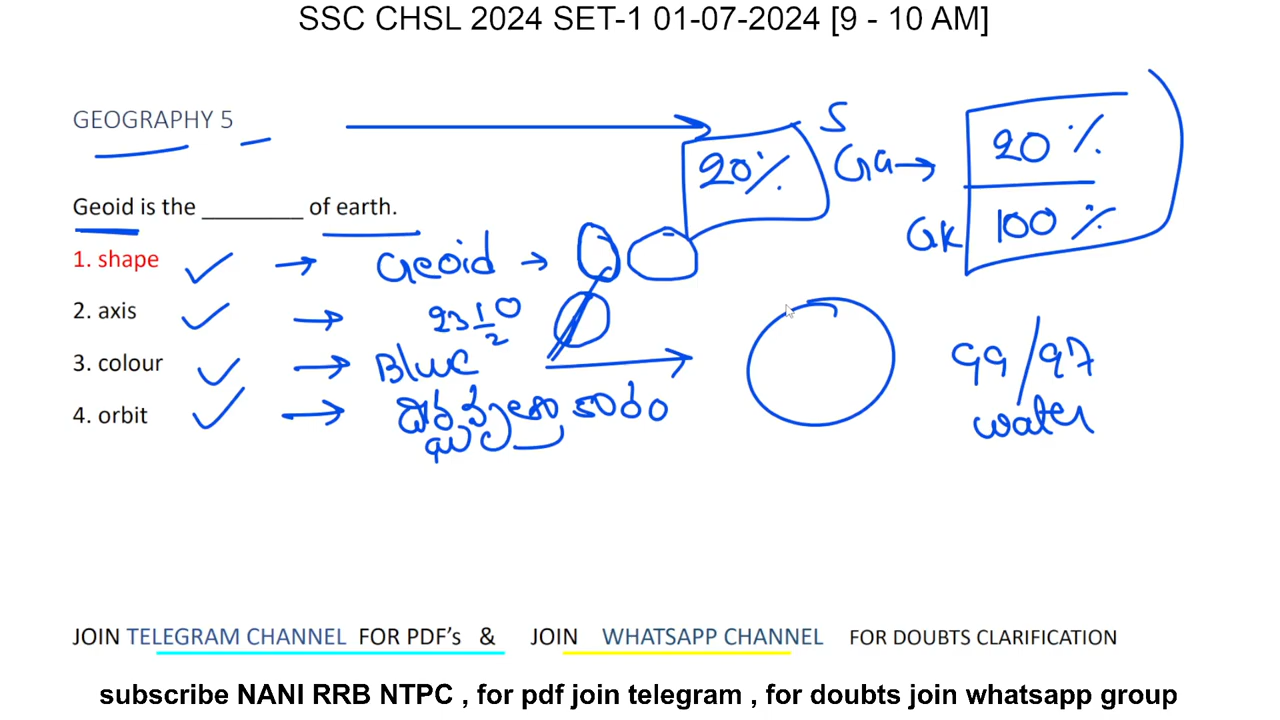 SSC CHSL 2024 SET-1 01-07-2024 [9 - 10 AM]
GEOGRAPHY 5
20%
S
GA →
20 %
GK
100 %
Geoid is the ________ of earth.
1. shape ✓ → Geoid →
2. axis ✓ → 23 1/2 0
3. colour ✓ → Blue
4. orbit ✓ →
99/97
water
JOIN TELEGRAM CHANNEL FOR PDF’s & JOIN WHATSAPP CHANNEL FOR DOUBTS CLARIFICATION
subscribe NANI RRB NTPC , for pdf join telegram , for doubts join whatsapp group